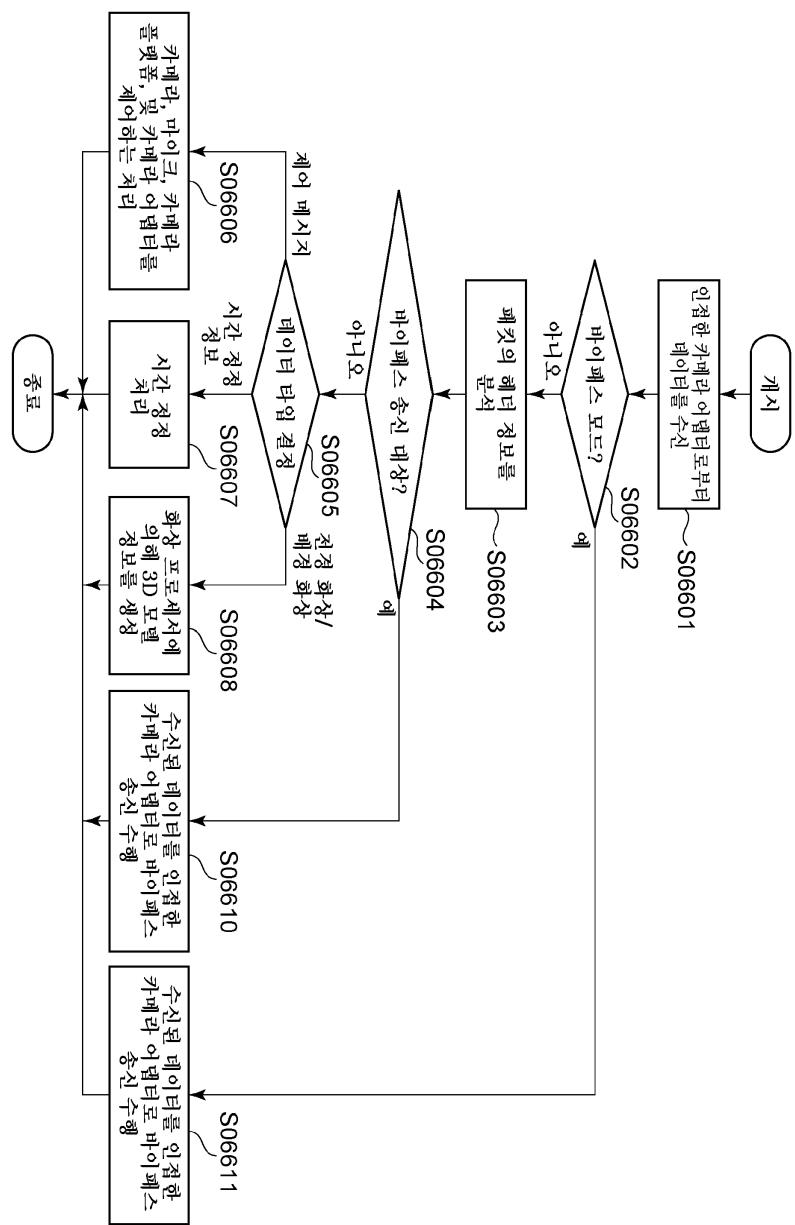 개시
인접한 카메라 어댑터로부터
데이터를 수신
S06601
바이패스 모드?
S06602
예
아니오
패킷의 헤더 정보를
분석
S06603
바이패스 송신 대상?
S06604
예
아니오
데이터 타입 결정
S06605
제어 메시지
시간 정정
정보
전경 화상/
배경 화상
카메라, 마이크, 카메라
플랫폼, 및 카메라 어댑터를
제어하는 처리
S06606
시간 정정
처리
S06607
화상 프로세서에
의해 3D 모델
정보를 생성
S06608
수신된 데이터를 인접한
카메라 어댑터로 바이패스
송신 수행
S06610
수신된 데이터를 인접한
카메라 어댑터로 바이패스
송신 수행
S06611
종료